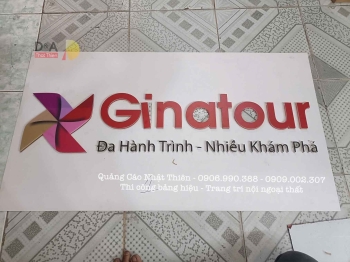 Ginatour
Đa Hành Trình - Nhiều Khám Phá
Quảng Cáo Nhật Thiên - 0906.990.388 - 0909.002.307
Thi công bảng hiệu - Trang trí nội ngoại thất